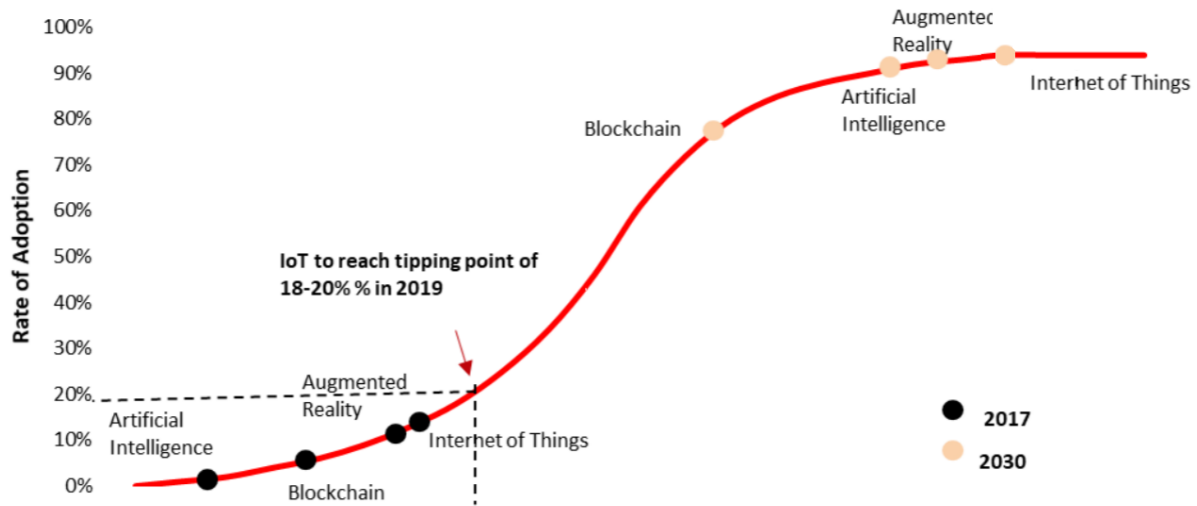 100%
90%
80%
70%
60%
50%
40%
30%
20%
10%
0%
Rate of Adoption
Augmented
Reality
Internet of Things
Artificial
Intelligence
Blockchain
IoT to reach tipping point of
18-20% % in 2019
Augmented
Reality
Artificial
Intelligence
Internet of Things
Blockchain
2017
2030